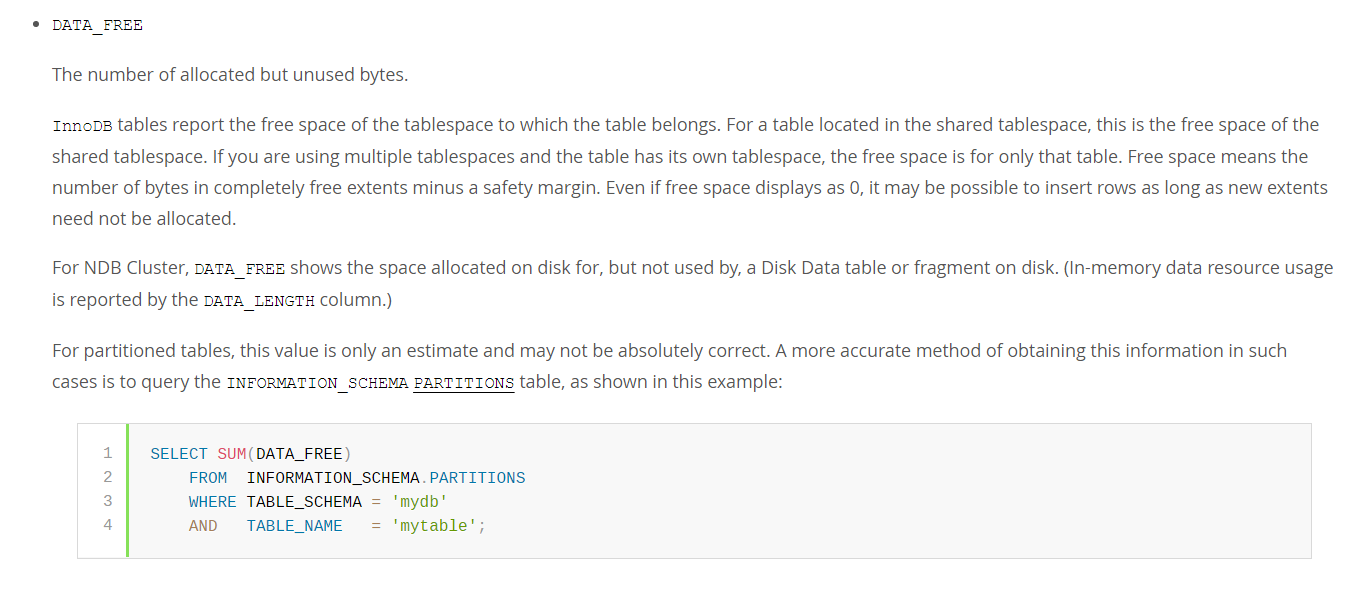 DATA_FREE
The number of allocated but unused bytes.
InnoDB tables report the free space of the tablespace to which the table belongs. For a table located in the shared tablespace, this is the free space of the
shared tablespace. If you are using multiple tablespaces and the table has its own tablespace, the free space is for only that table. Free space means the
number of bytes in completely free extents minus a safety margin. Even if free space displays as 0, it may be possible to insert rows as long as new extents
need not be allocated.
For NDB Cluster, DATA_FREE shows the space allocated on disk for, but not used by, a Disk Data table or fragment on disk. (In-memory data resource usage
is reported by the DATA_LENGTH column.)
For partitioned tables, this value is only an estimate and may not be absolutely correct. A more accurate method of obtaining this information in such
cases is to query the INFORMATION_SCHEMA PARTITIONS table, as shown in this example:
1 SELECT SUM(DATA_FREE)
2 FROM INFORMATION_SCHEMA.PARTITIONS
3 WHERE TABLE_SCHEMA = 'mydb'
4 AND TABLE_NAME = 'mytable';